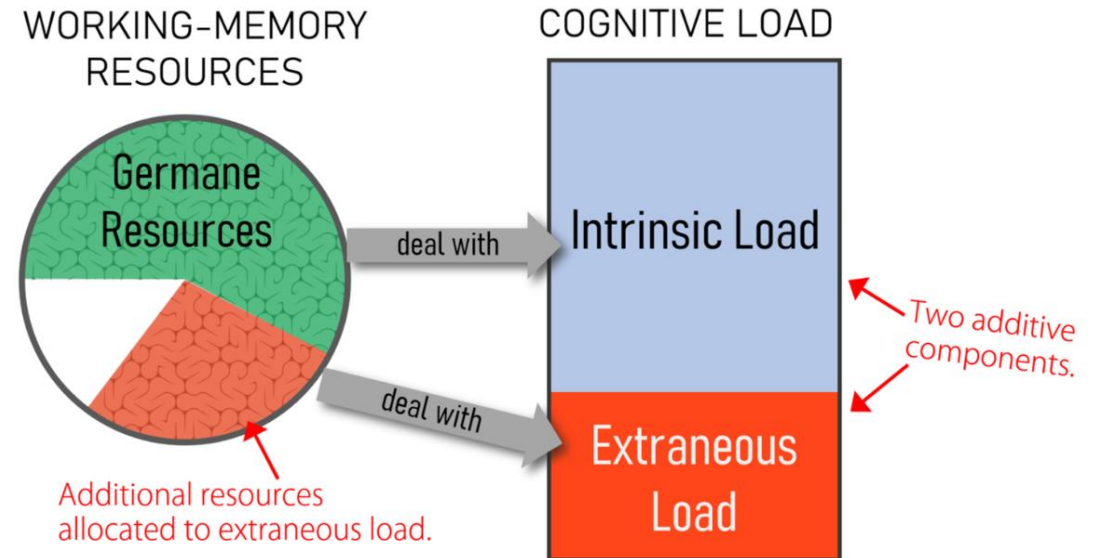 WORKING-MEMORY
RESOURCES
COGNITIVE LOAD
Germane
Resources
deal with
Intrinsic Load
Two additive
components.
deal with
Extraneous
Load
Additional resources
allocated to extraneous load.